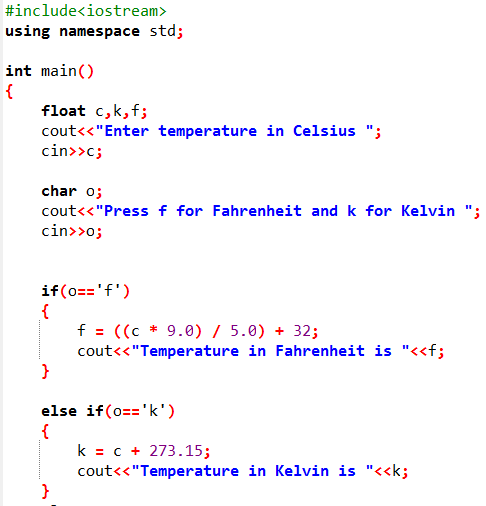 #include<iostream>
using namespace std;
int main()
{
float c,k,f;
cout<<"Enter temperature in Celsius ";
cin>>c;
char o;
cout<<"Press f for Fahrenheit and k for Kelvin ";
cin>>o;
if(o=='f')
{
f = ((c * 9.0) / 5.0) + 32;
cout<<"Temperature in Fahrenheit is "<<f;
}
else if(o=='k')
{
k = c + 273.15;
cout<<"Temperature in Kelvin is "<<k;
}